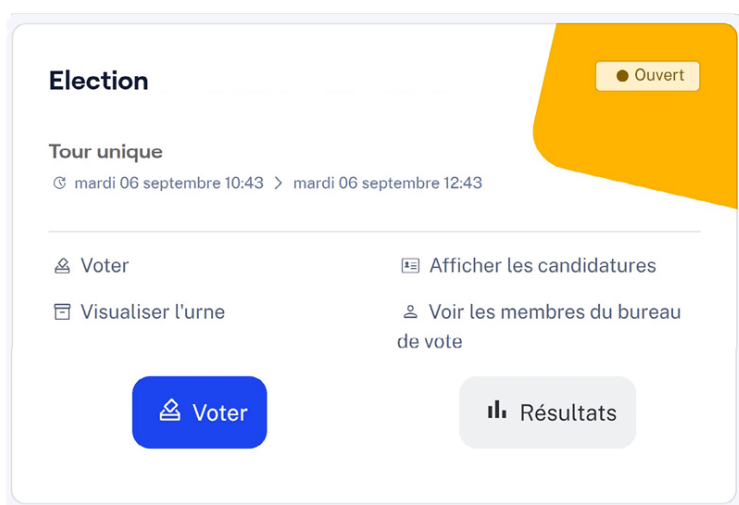 Election
Ouvert
Tour unique
mardi 06 septembre 10:43 > mardi 06 septembre 12:43
Voter
Afficher les candidatures
Visualiser l'urne
Voir les membres du bureau
de vote
Voter
Résultats